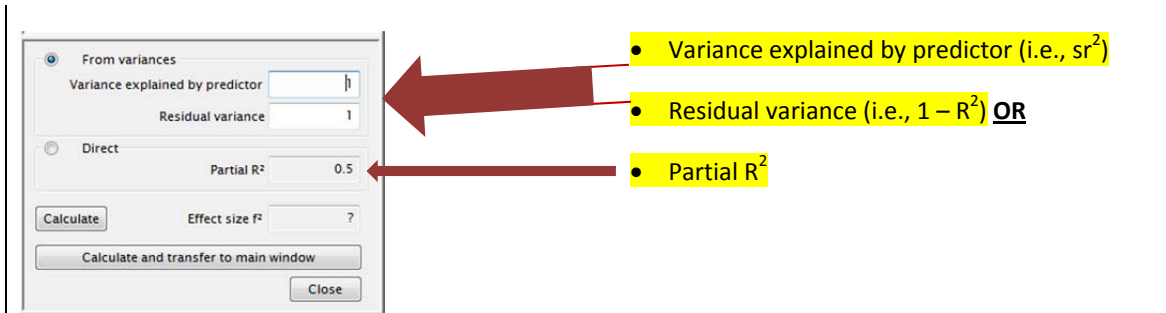 From variances
Variance explained by predictor 1
Residual variance 1
Direct
Partial R² 0.5
Calculate Effect size f² ?
Calculate and transfer to main window
Close
• Variance explained by predictor (i.e., sr²)
• Residual variance (i.e., 1 – R²) OR
• Partial R²